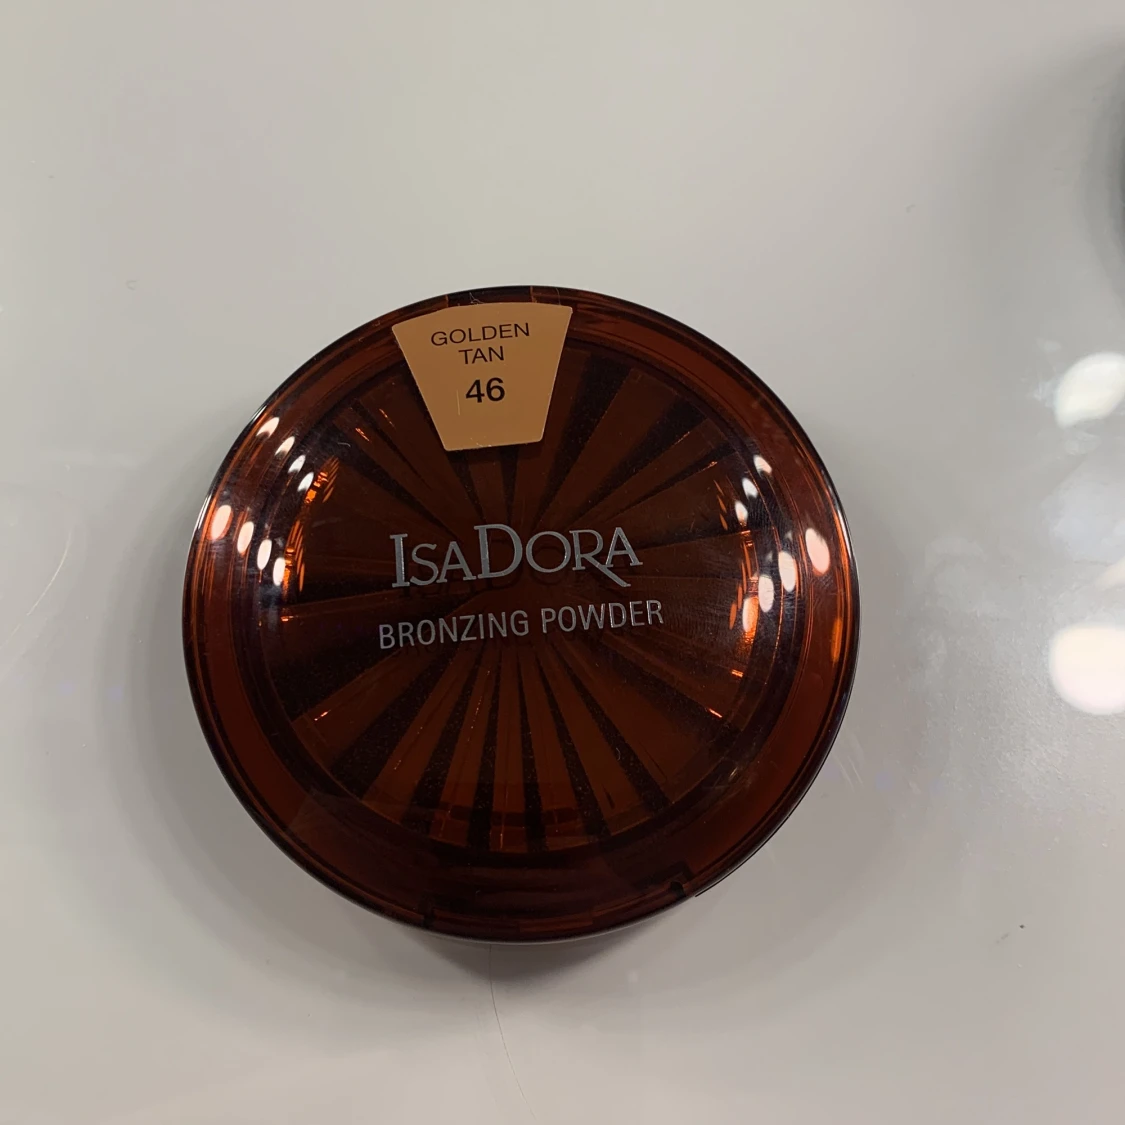 GOLDEN
TAN
46
ISADORA
BRONZING POWDER